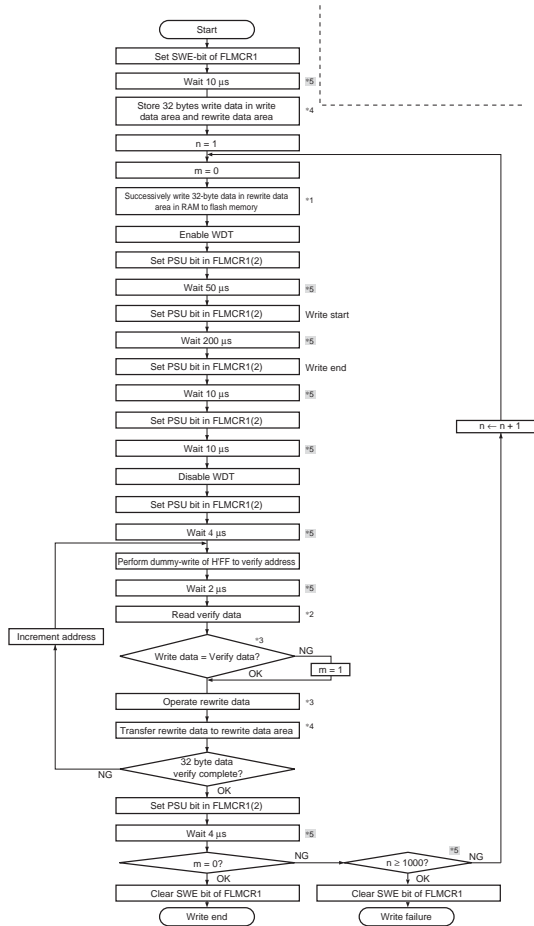 Start
Set SWE-bit of FLMCR1
Wait 10 μs
*5
Store 32 bytes write data in write
data area and rewrite data area
*4
n = 1
m = 0
Successively write 32-byte data in rewrite data
area in RAM to flash memory
*1
Enable WDT
Set PSU bit in FLMCR1(2)
Wait 50 μs
*5
Set PSU bit in FLMCR1(2)
Write start
Wait 200 μs
*5
Set PSU bit in FLMCR1(2)
Write end
Wait 10 μs
*5
Set PSU bit in FLMCR1(2)
n ← n + 1
Wait 10 μs
*5
Disable WDT
Set PSU bit in FLMCR1(2)
Wait 4 μs
*5
Perform dummy-write of H'FF to verify address
Wait 2 μs
*5
Read verify data
*2
Increment address
*3
Write data = Verify data?
NG
m = 1
OK
Operate rewrite data
*3
Transfer rewrite data to rewrite data area
*4
32 byte data
verify complete?
NG
OK
Set PSU bit in FLMCR1(2)
Wait 4 μs
*5
m = 0?
NG
*5
n ≥ 1000?
NG
OK
OK
Clear SWE bit of FLMCR1
Clear SWE bit of FLMCR1
Write end
Write failure